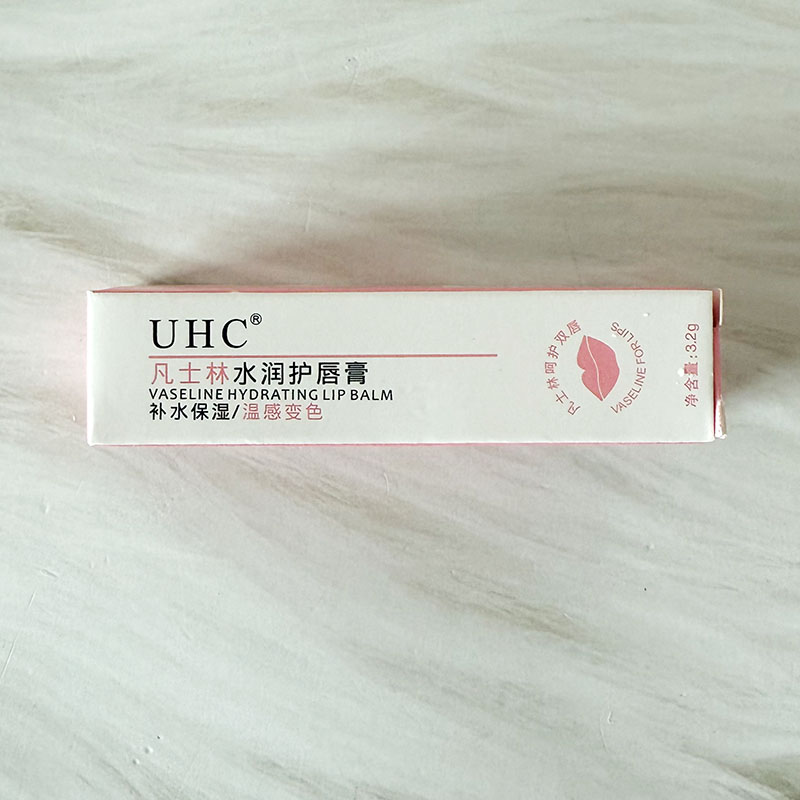 UHC®
凡士林水润护唇膏
VASELINE HYDRATING LIP BALM
补水保湿/温感变色
凡士林呵护双唇
VASELINE FOR LIPS
净含量:3.2g